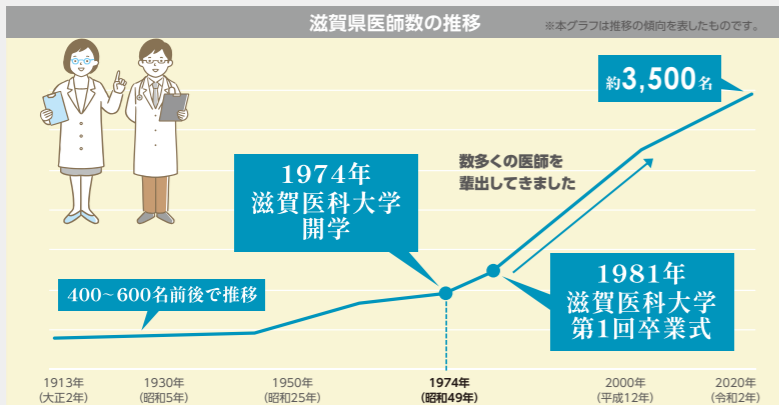 滋賀県医師数の推移
※本グラフは推移の傾向を表したものです。
約3,500名
数多くの医師を
輩出してきました
1974年
滋賀医科大学
開学
400~600名前後で推移
1981年
滋賀医科大学
第1回卒業式
1913年
(大正2年)
1930年
(昭和5年)
1950年
(昭和25年)
1974年
(昭和49年)
2000年
(平成12年)
2020年
(令和2年)